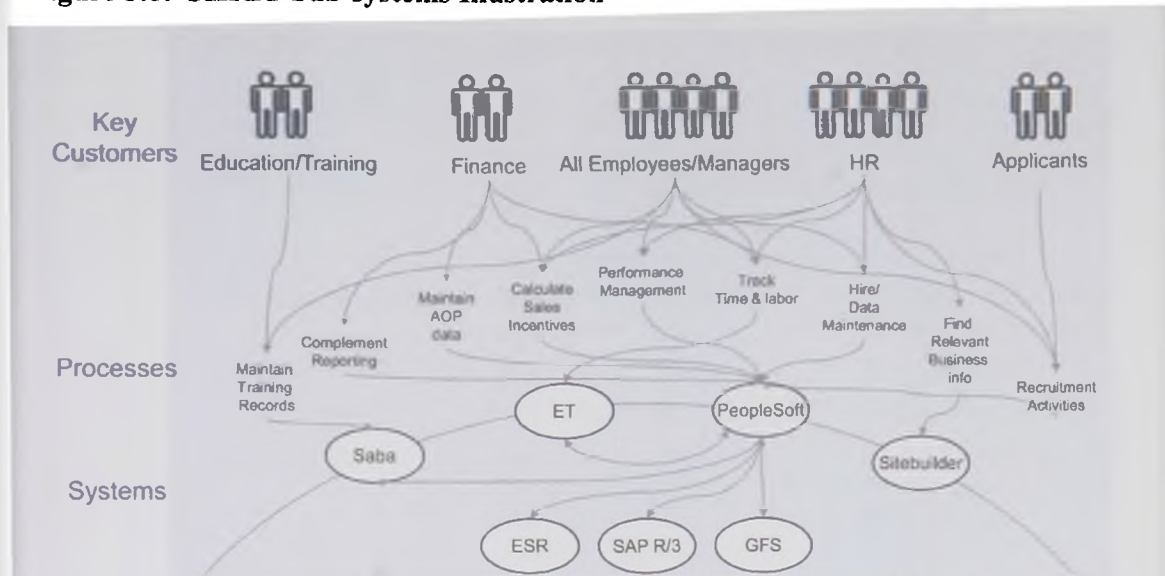 Systems Illustration
Key
Customers
Education/Training
Finance
All Employees/Managers
HR
Applicants
Processes
Maintain
Training
Records
Complement
Reporting
Maintain
AOP
data
Calculate
Sales
Incentives
Performance
Management
Track
Time & labor
Hire/
Data
Maintenance
Find
Relevant
Business
info
Recruitment
Activities
Systems
Saba
ET
PeopleSoft
Sitebuilder
ESR
SAP R/3
GFS